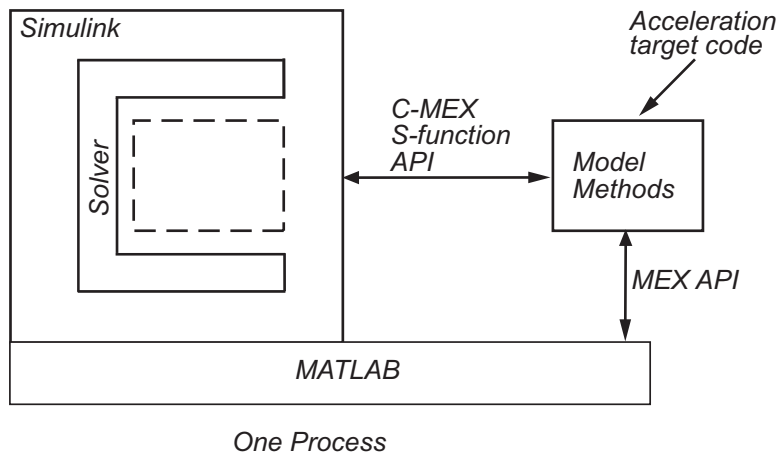 Simulink
Solver
C-MEX
S-function
API
Acceleration
target code
Model
Methods
MEX API
MATLAB
One Process